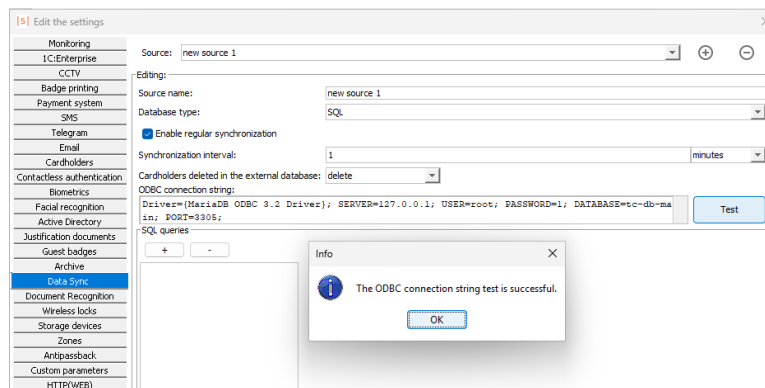 |S| Edit the settings
Monitoring
1C:Enterprise
CCTV
Badge printing
Payment system
SMS
Telegram
Email
Cardholders
Contactless authentication
Biometrics
Facial recognition
Active Directory
Justification documents
Guest badges
Archive
Data Sync
Document Recognition
Wireless locks
Storage devices
Zones
Antipassback
Custom parameters
HTTP(WEB)
Source: new source 1
Editing:
Source name: new source 1
Database type: SQL
Enable regular synchronization
Synchronization interval: 1 minutes
Cardholders deleted in the external database: delete
ODBC connection string:
Driver={MariaDB ODBC 3.2 Driver}; SERVER=127.0.0.1; USER=root; PASSWORD=1; DATABASE=tc-db-ma
in; PORT=3305;
Test
SQL queries
+ -
Info
The ODBC connection string test is successful.
OK